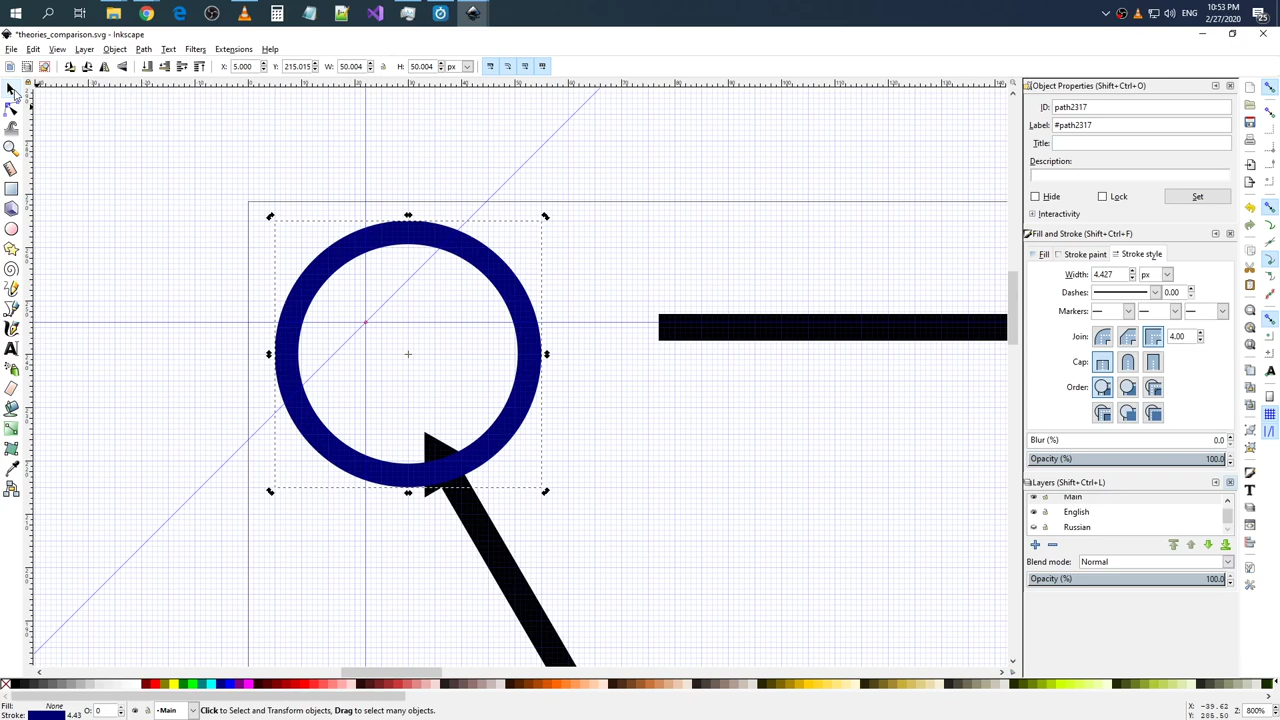 ENG
10:53 PM
2/27/2020
*theories_comparison.svg - Inkscape
File Edit View Layer Object Path Text Filters Extensions Help
X: 5.000 Y: 215.015 W: 50.004 H: 50.004 px
Object Properties (Shift+Ctrl+O)
ID: path2317
Label: #path2317
Title:
Description:
Hide Lock Set
Interactivity
Fill and Stroke (Shift+Ctrl+F)
Fill Stroke paint Stroke style
Width: 4.427 px
Dashes: 0.00
Markers:
Join: 4.00
Cap:
Order:
Blur (%) 0.0
Opacity (%) 100.0
Layers (Shift+Ctrl+L)
Main
English
Russian
Blend mode: Normal
Opacity (%) 100.0
Fill: None
Stroke: 4.43
O: 0
Main
Click to Select and Transform objects, Drag to select many objects.
X: -39.62
Y: 286.50
Z: 800%